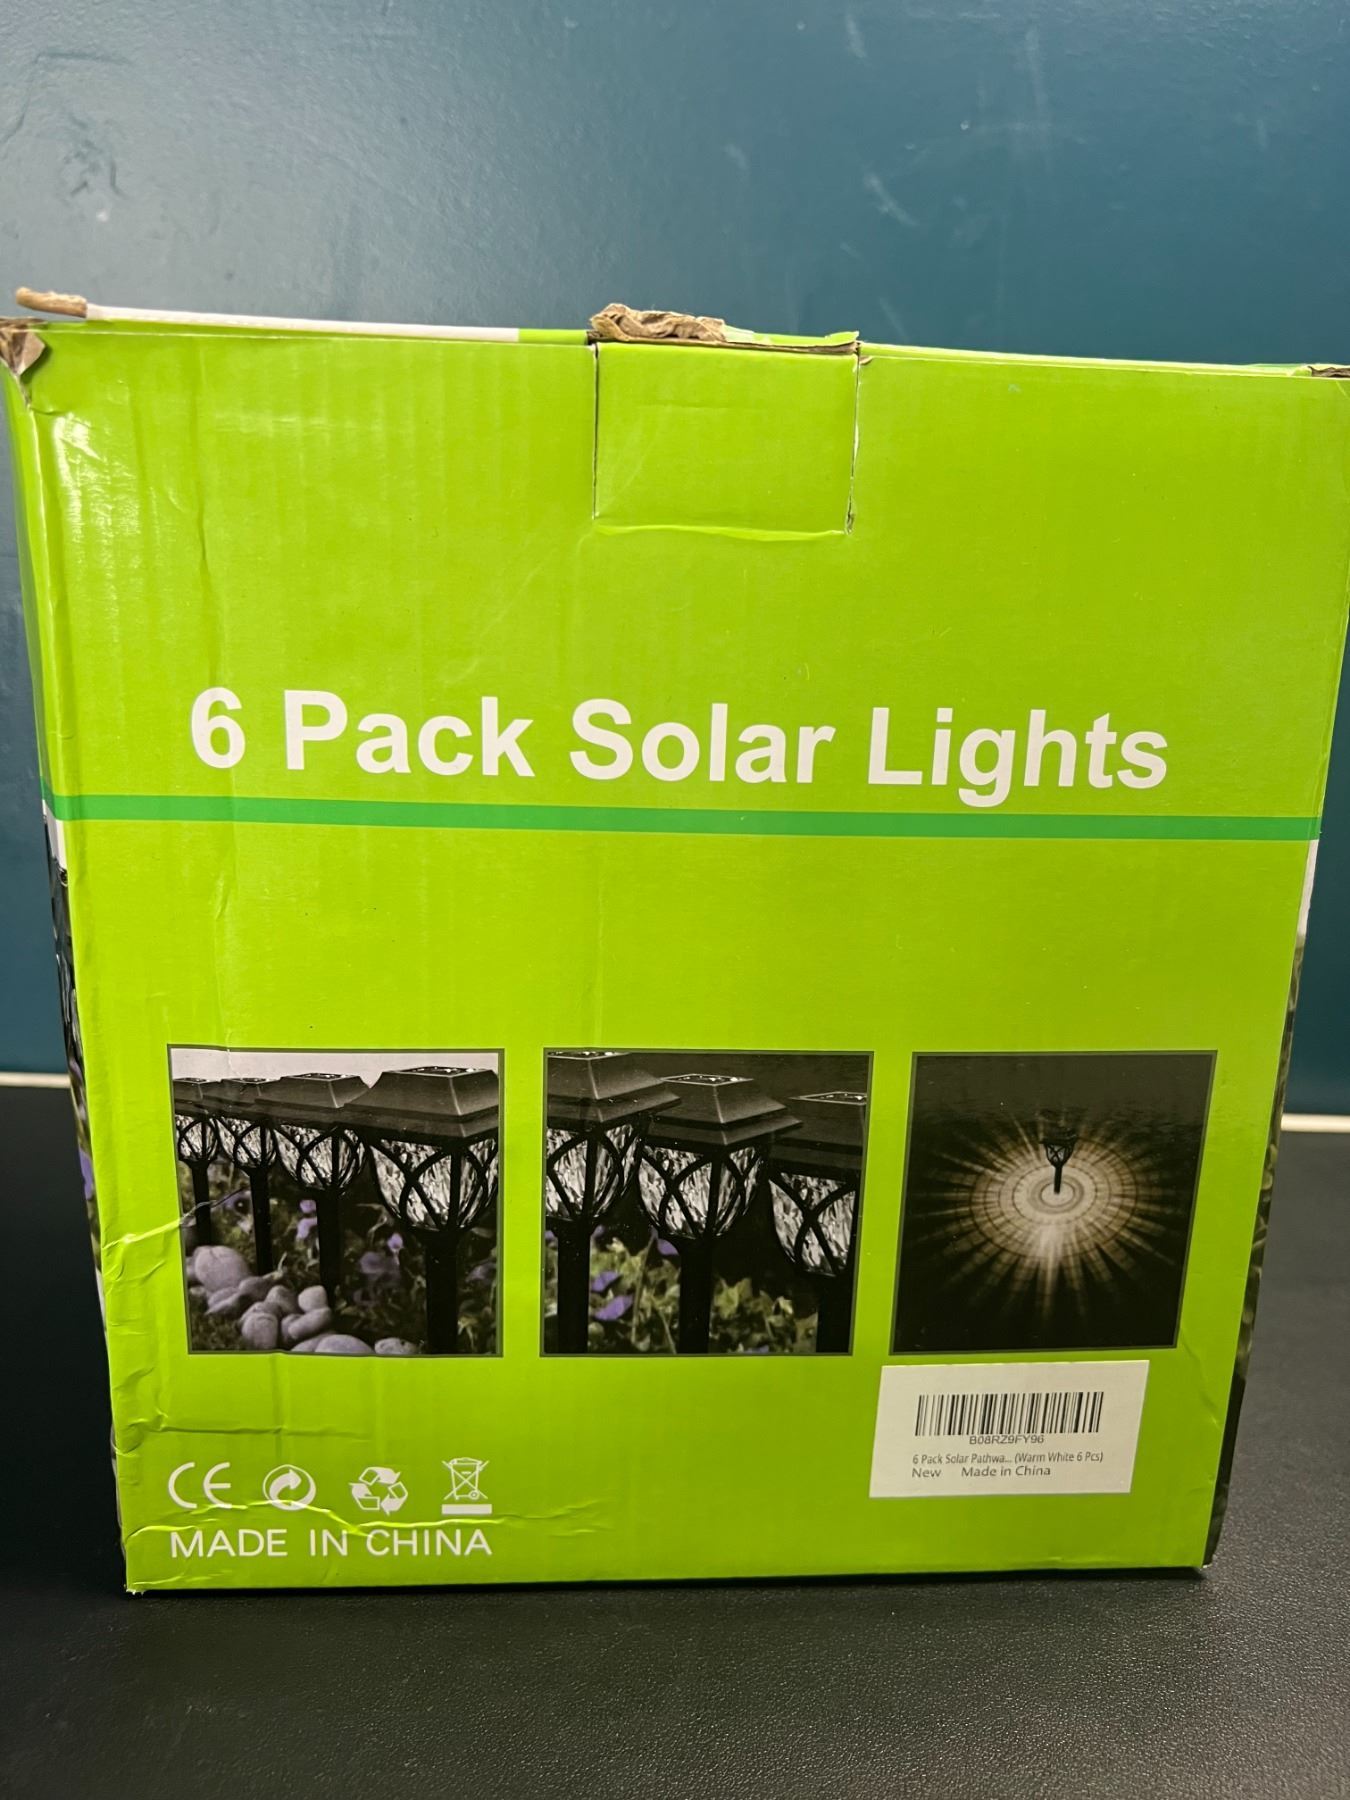 6 Pack Solar Lights
B08RZ9FY96
6 Pack Solar Pathwa... (Warm White 6 Pcs)
New Made in China
CE
MADE IN CHINA